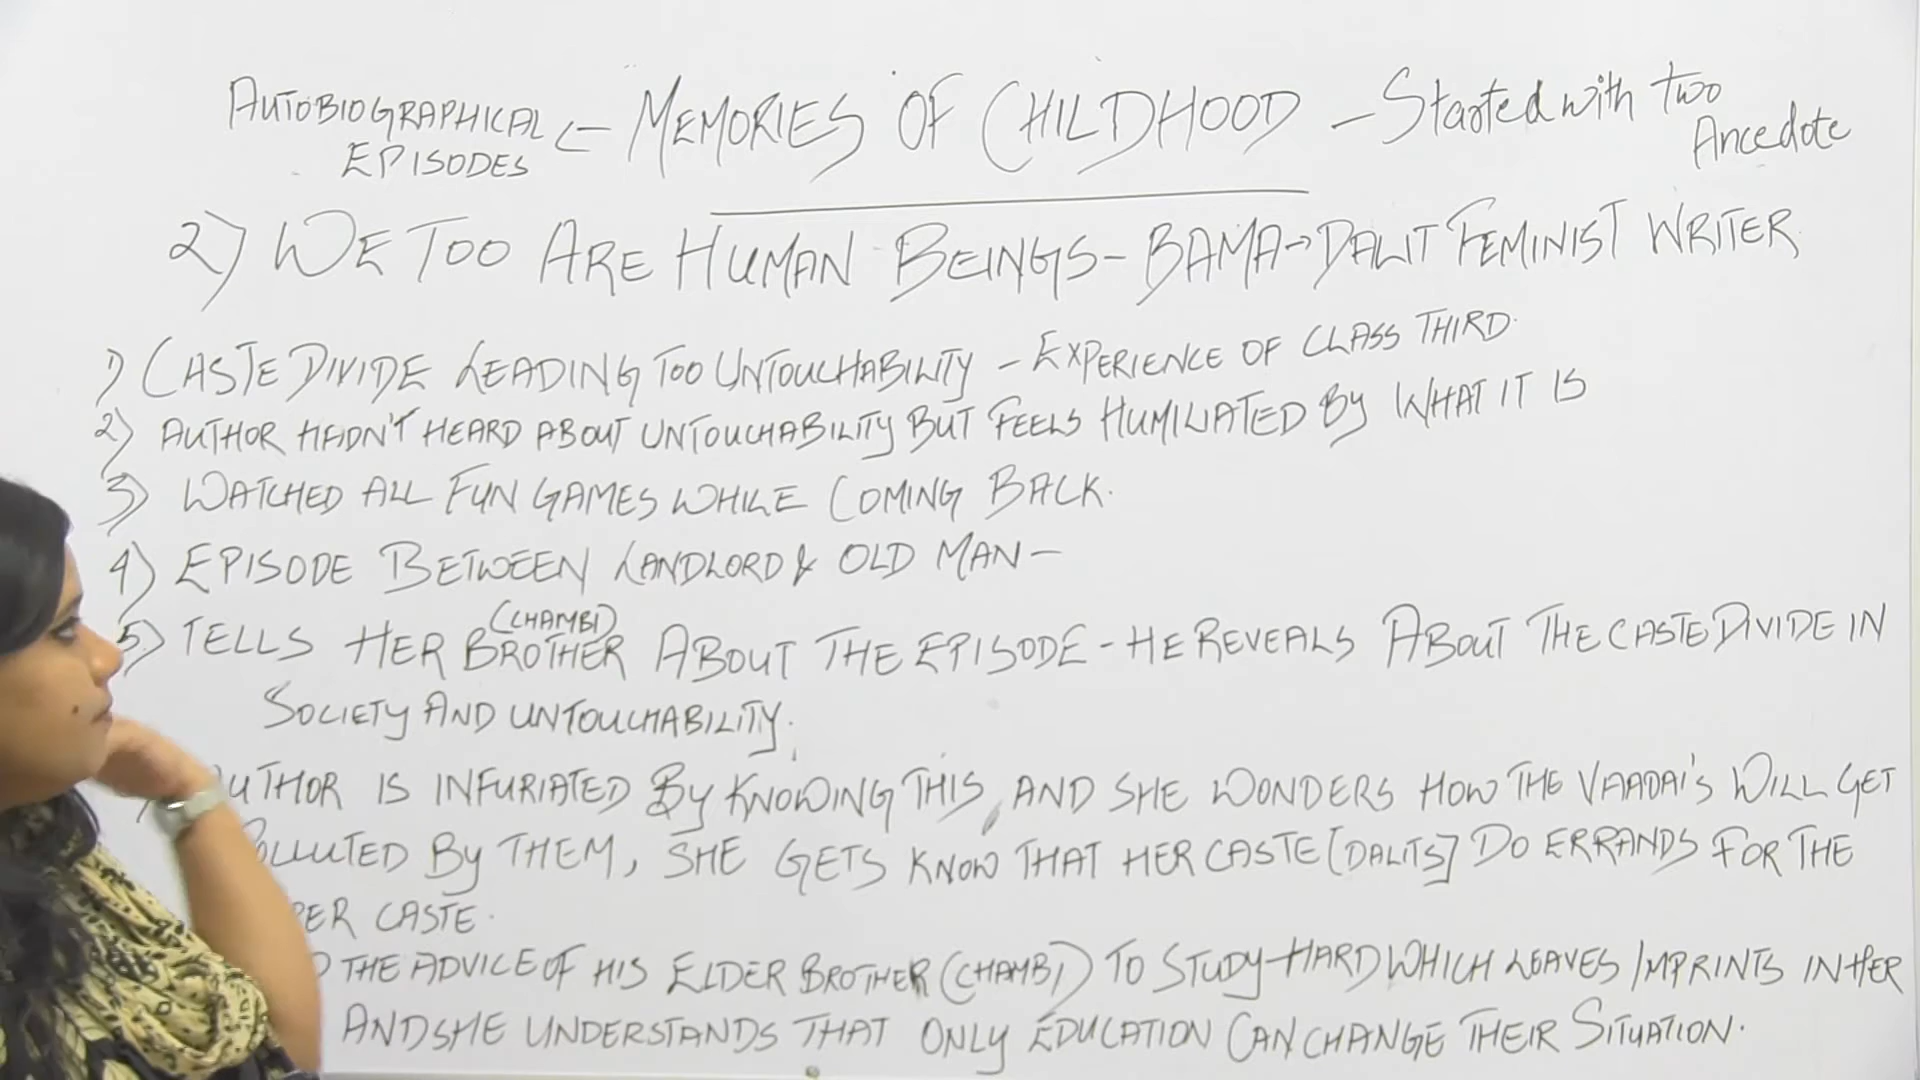 AUTOBIOGRAPHICAL EPISODES <- MEMORIES OF CHILDHOOD - Started with two Ancedote
2) WE TOO ARE HUMAN BEINGS - BAMA → DALIT FEMINIST WRITER
1) CASTE DIVIDE LEADING TOO UNTOUCHABILITY - EXPERIENCE OF CLASS THIRD.
2) AUTHOR HADN'T HEARD ABOUT UNTOUCHABILITY BUT FEELS HUMILIATED BY WHAT IT IS
3) WATCHED ALL FUN GAMES WHILE COMING BACK.
4) EPISODE BETWEEN LANDLORD & OLD MAN -
5) TELLS HER BROTHER (CHAMBI) ABOUT THE EPISODE - HE REVEALS ABOUT THE CASTE DIVIDE IN
SOCIETY AND UNTOUCHABILITY.
UTHOR IS INFURIATED BY KNOWING THIS, AND SHE WONDERS HOW THE VAADAI'S WILL GET
OLLUTED BY THEM, SHE GETS KNOW THAT HER CASTE [DALITS] DO ERRANDS FOR THE
PER CASTE.
THE ADVICE OF HIS ELDER BROTHER (CHAMBI) TO STUDY HARD WHICH LEAVES IMPRINTS IN HER
AND SHE UNDERSTANDS THAT ONLY EDUCATION CAN CHANGE THEIR SITUATION.